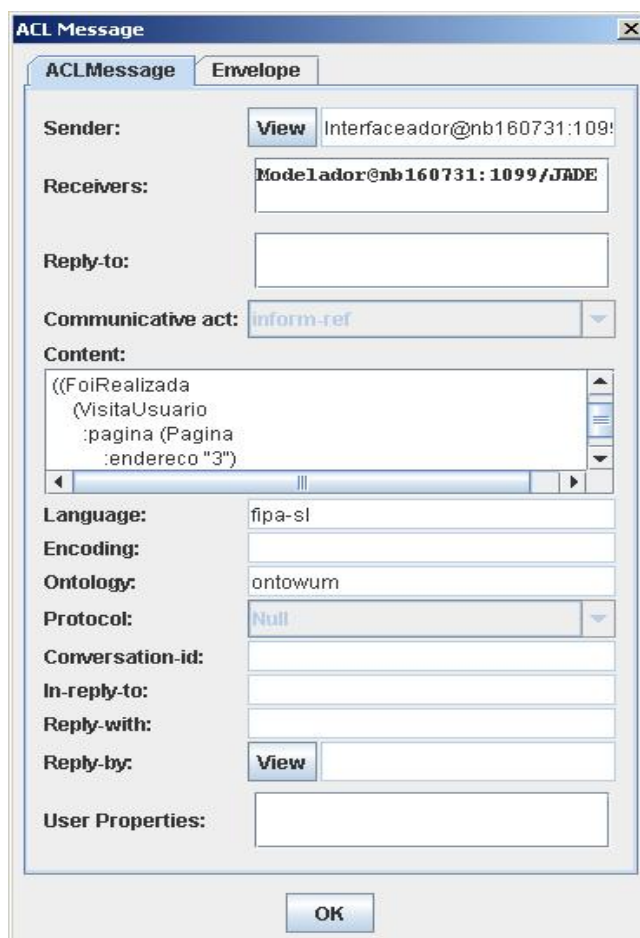 ACL Message
ACLMessage Envelope
Sender: View Interfaceador@nb160731:109
Receivers: Modelador@nb160731:1099/JADE
Reply-to:
Communicative act: inform-ref
Content:
((FoiRealizada
(VisitaUsuario
:pagina (Pagina
:endereco "3")
Language: fipa-sl
Encoding:
Ontology: ontowum
Protocol: Null
Conversation-id:
In-reply-to:
Reply-with:
Reply-by: View
User Properties:
OK